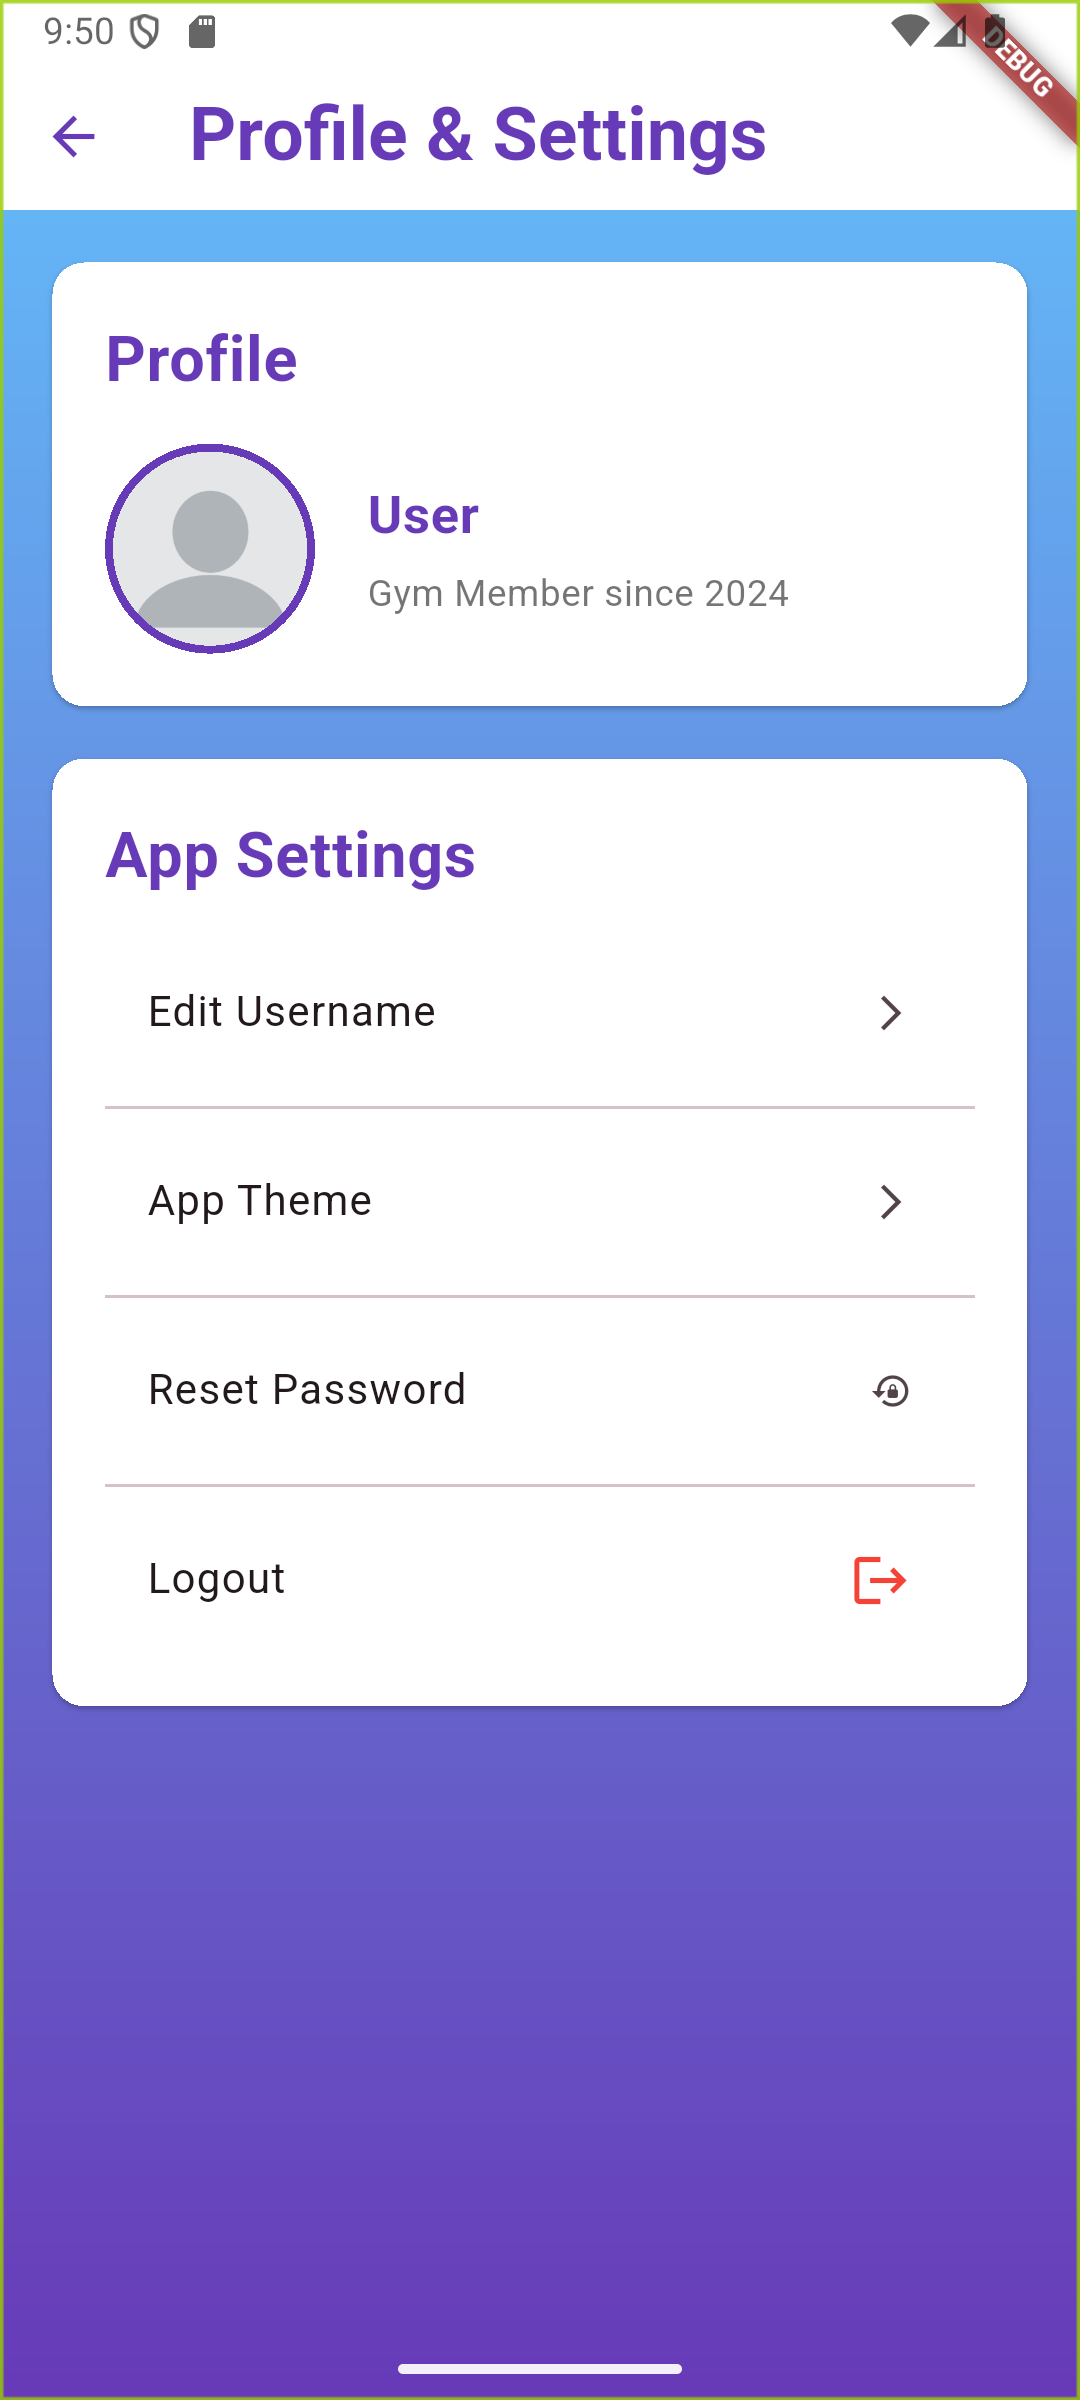 9:50
DEBUG
Profile & Settings
Profile
User
Gym Member since 2024
App Settings
Edit Username
App Theme
Reset Password
Logout